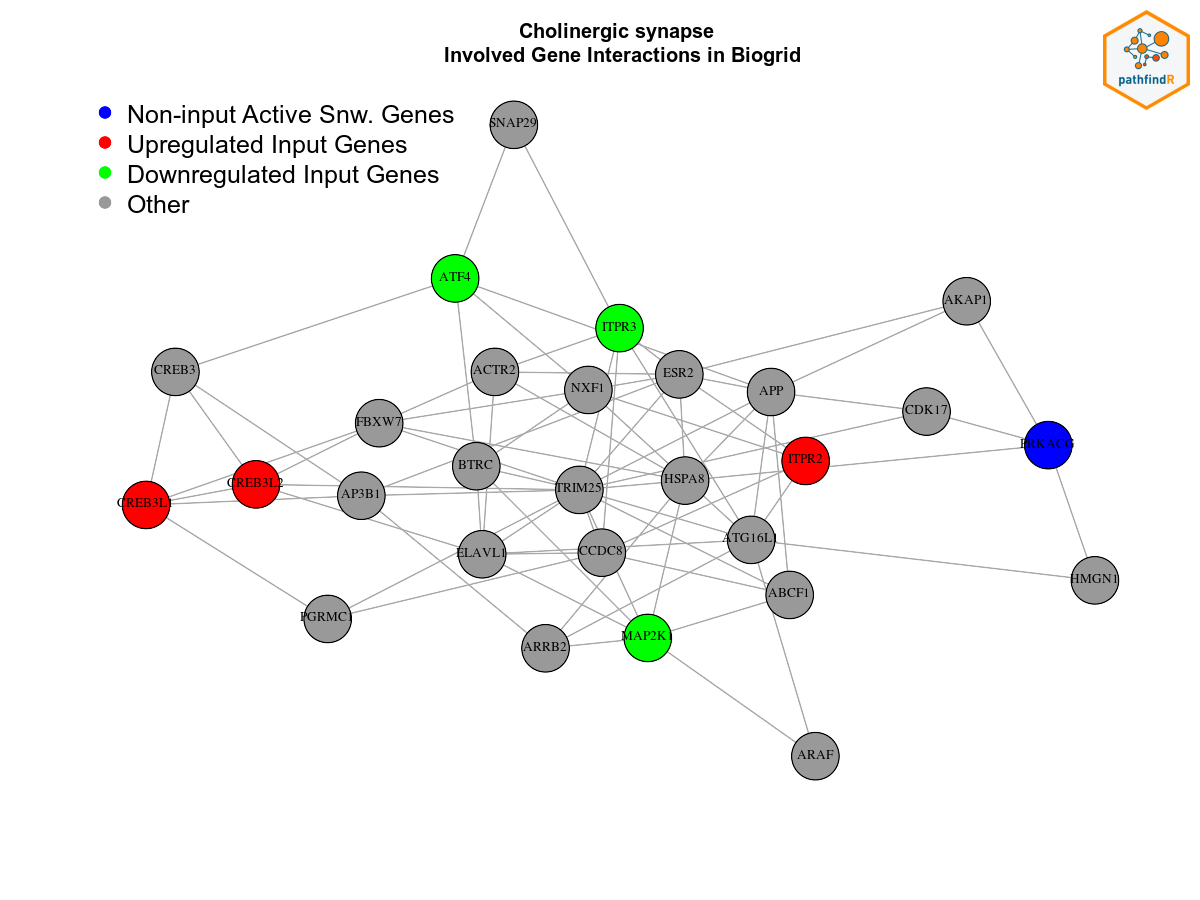 Cholinergic synapse
Involved Gene Interactions in Biogrid
pathfindR
Non-input Active Snw. Genes
Upregulated Input Genes
Downregulated Input Genes
Other
SNAP29
ATF4
AKAP1
ITPR3
CREB3
ACTR2
ESR2
NXF1
APP
CDK17
FBXW7
PRKACG
ITPR2
BTRC
HSPA8
CREB3L2
TRIM25
AP3B1
CREB3L1
ATG16L1
ELAVL1
CCDC8
HMGN1
ABCF1
PGRMC1
MAP2K1
ARRB2
ARAF